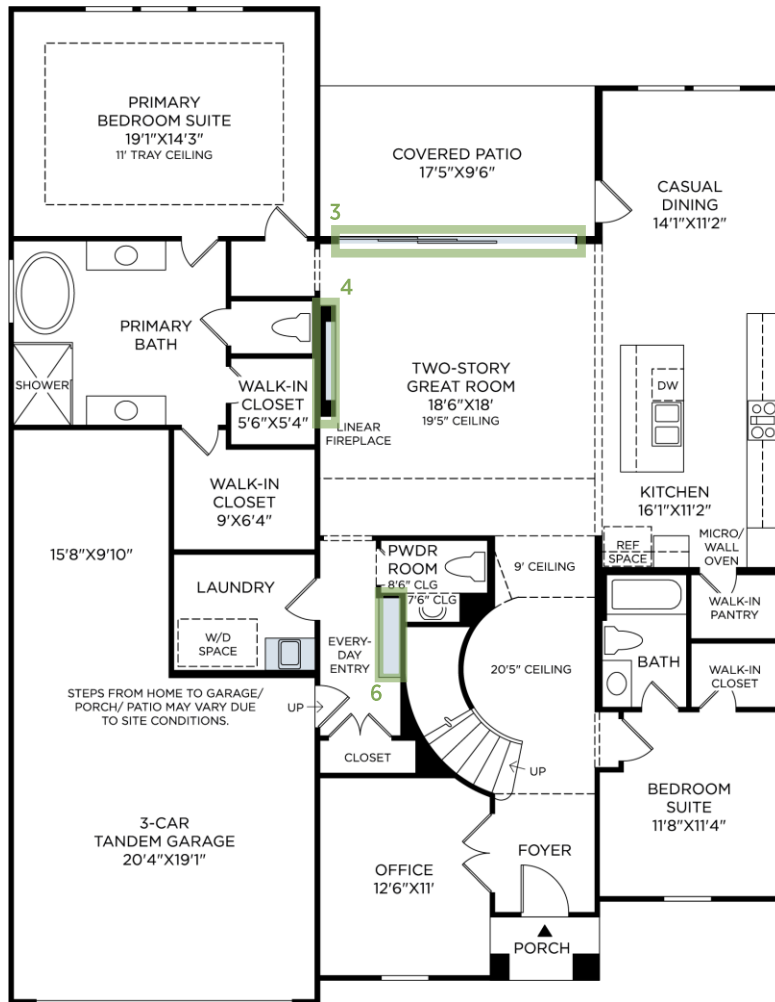 PRIMARY
BEDROOM SUITE
19'1"X14'3"
11' TRAY CEILING
COVERED PATIO
17'5"X9'6"
CASUAL
DINING
14'1"X11'2"
3
4
PRIMARY
BATH
SHOWER
WALK-IN
CLOSET
5'6"X5'4"
LINEAR
FIREPLACE
TWO-STORY
GREAT ROOM
18'6"X18'
19'5" CEILING
DW
KITCHEN
16'1"X11'2"
WALK-IN
CLOSET
9'X6'4"
15'8"X9'10"
LAUNDRY
W/D
SPACE
PWDR
ROOM
8'6" CLG
7'6" CLG
9' CEILING
REF
SPACE
MICRO/
WALL
OVEN
WALK-IN
PANTRY
EVERY-
DAY
ENTRY
6
20'5" CEILING
BATH
WALK-IN
CLOSET
STEPS FROM HOME TO GARAGE/
PORCH/ PATIO MAY VARY DUE
TO SITE CONDITIONS.
UP
CLOSET
UP
BEDROOM
SUITE
11'8"X11'4"
3-CAR
TANDEM GARAGE
20'4"X19'1"
OFFICE
12'6"X11'
FOYER
PORCH